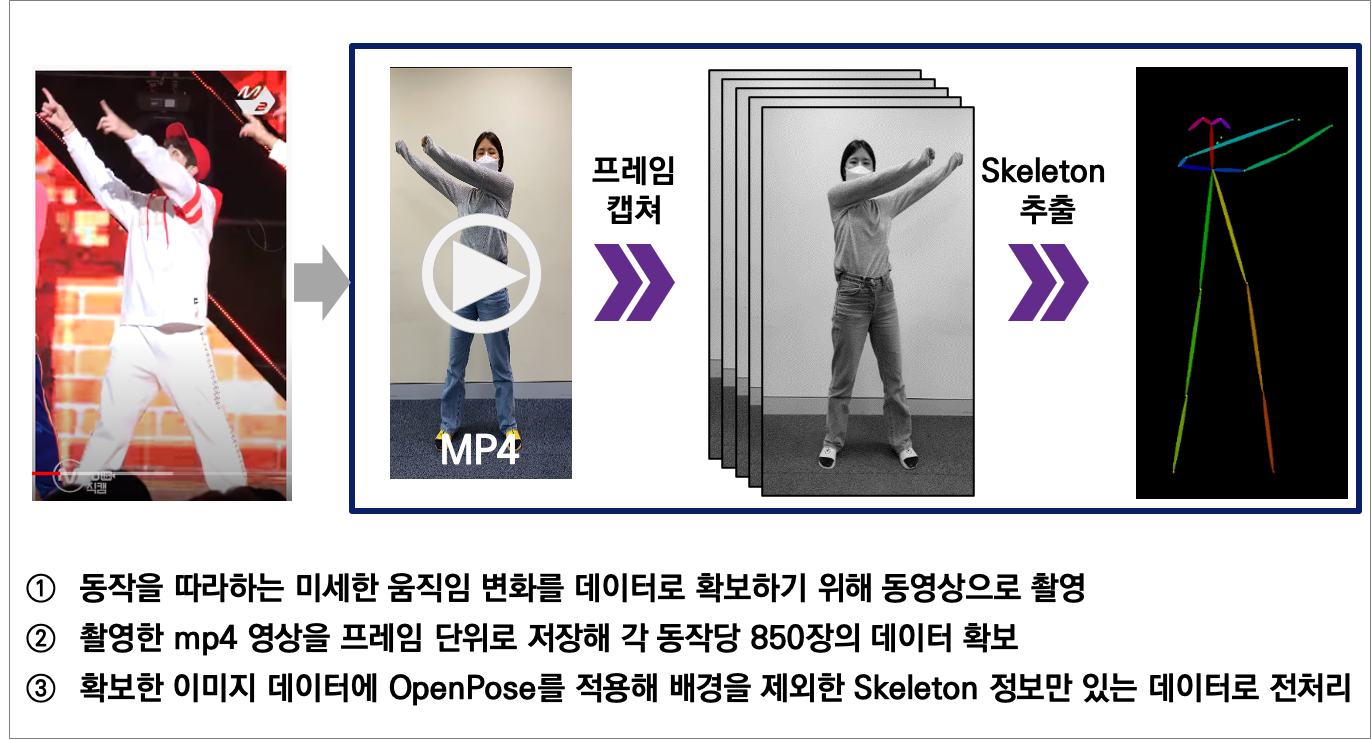 M2
프레임
캡쳐
Skeleton
추출
MP4
직캠
① 동작을 따라하는 미세한 움직임 변화를 데이터로 확보하기 위해 동영상으로 촬영
② 촬영한 mp4 영상을 프레임 단위로 저장해 각 동작당 850장의 데이터 확보
③ 확보한 이미지 데이터에 OpenPose를 적용해 배경을 제외한 Skeleton 정보만 있는 데이터로 전처리